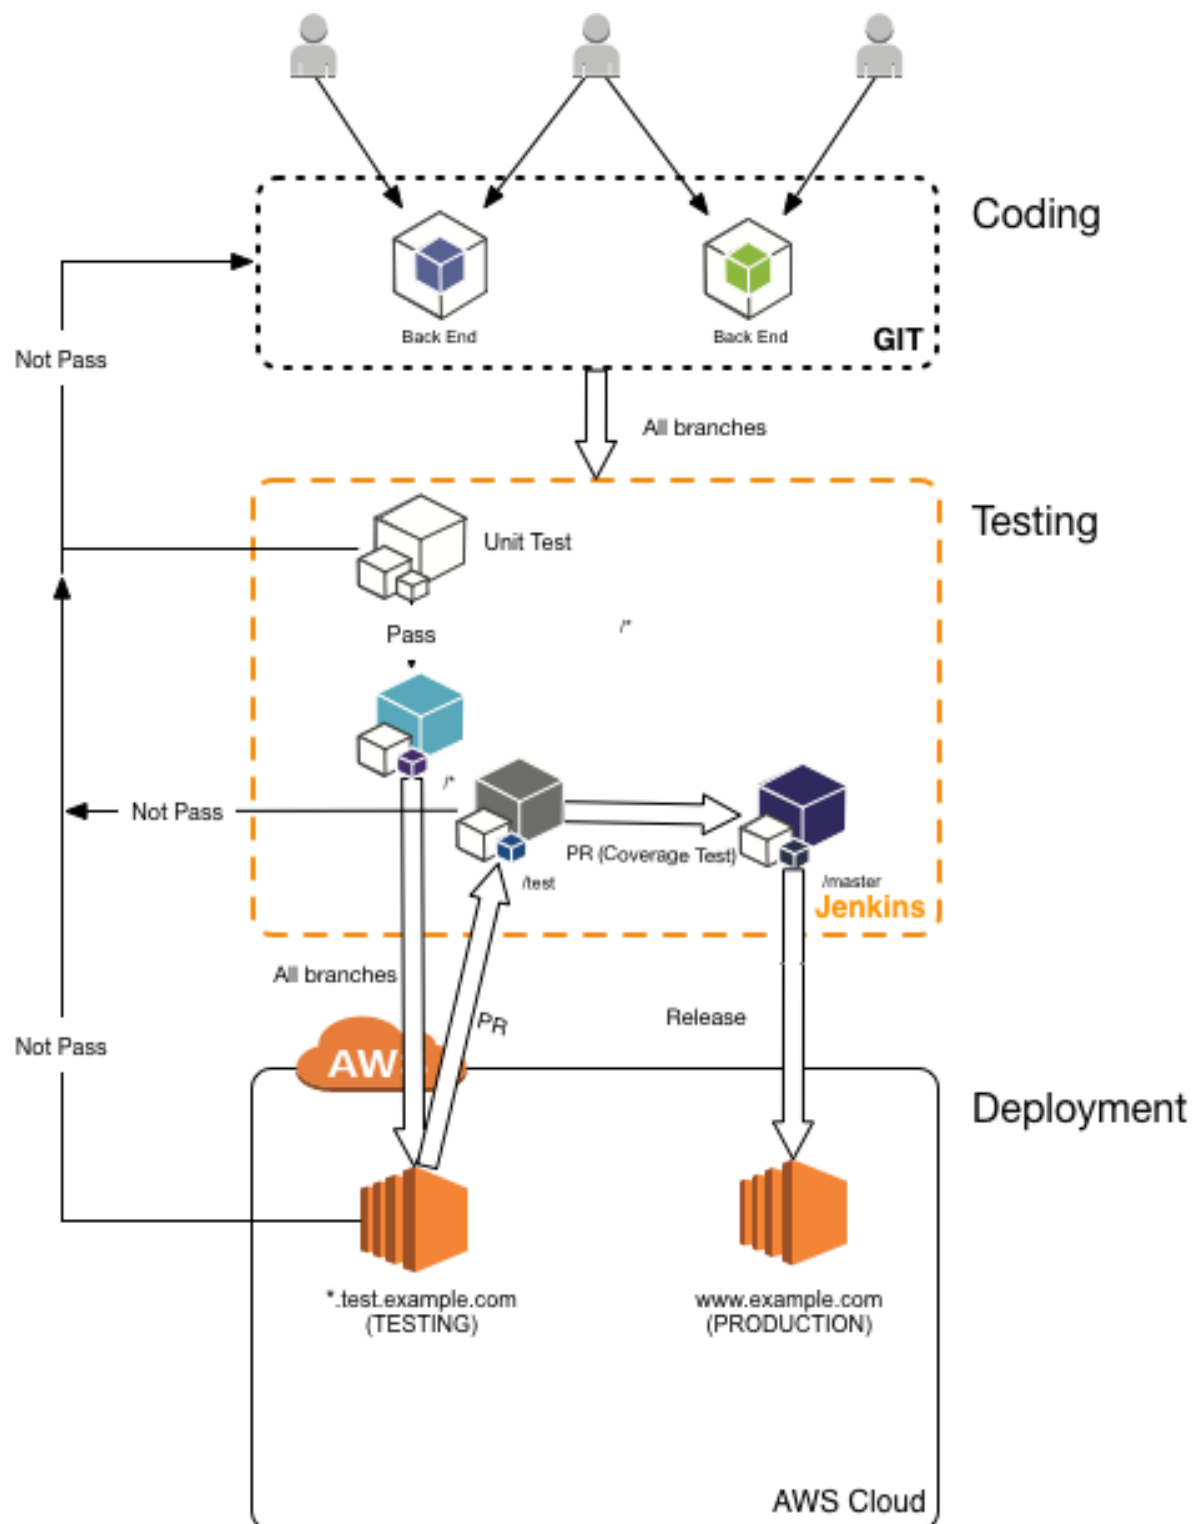 Coding
Back End
Back End
GIT
Not Pass
All branches
Testing
Unit Test
Pass
/*
/*
Not Pass
PR (Coverage Test)
/test
/master
Jenkins
All branches
PR
Release
Not Pass
AWS
Deployment
*.test.example.com
(TESTING)
www.example.com
(PRODUCTION)
AWS Cloud